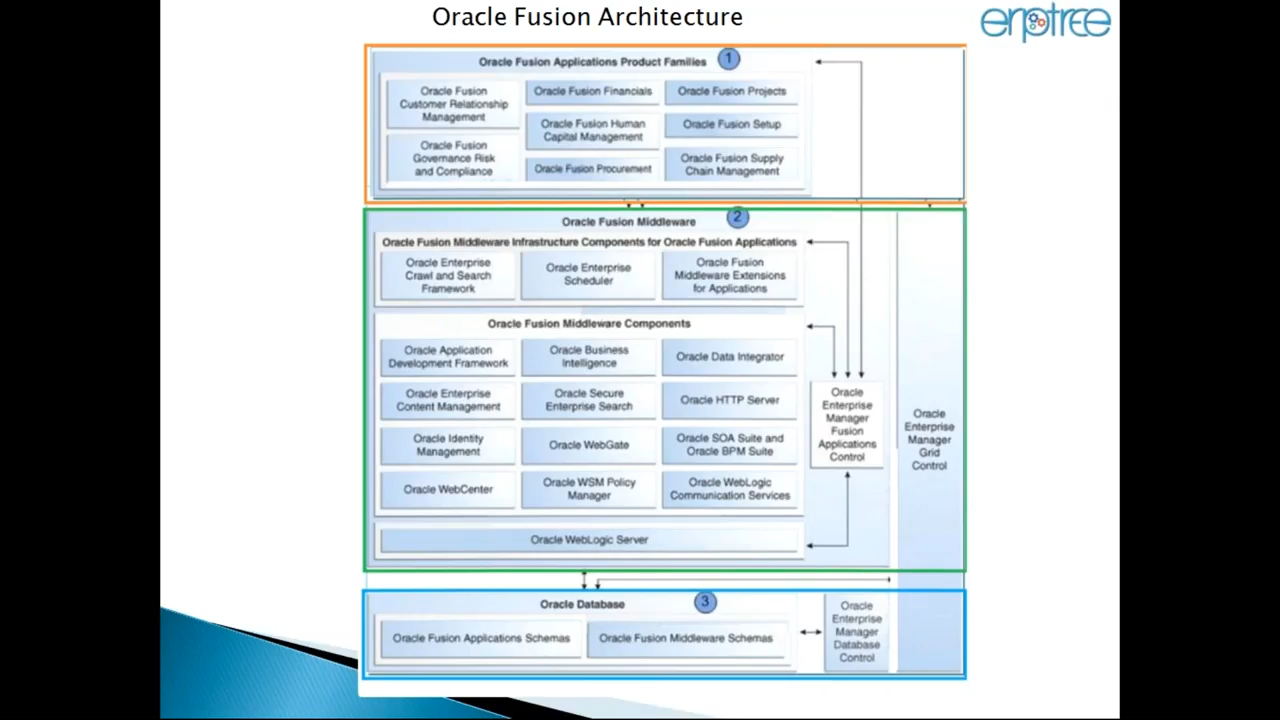 Oracle Fusion Architecture
erptree
Oracle Fusion Applications Product Families
1
Oracle Fusion
Customer Relationship
Management
Oracle Fusion Financials
Oracle Fusion Projects
Oracle Fusion Human
Capital Management
Oracle Fusion Setup
Oracle Fusion
Governance Risk
and Compliance
Oracle Fusion Procurement
Oracle Fusion Supply
Chain Management
Oracle Fusion Middleware
2
Oracle Fusion Middleware Infrastructure Components for Oracle Fusion Applications
Oracle Enterprise
Crawl and Search
Framework
Oracle Enterprise
Scheduler
Oracle Fusion
Middleware Extensions
for Applications
Oracle Fusion Middleware Components
Oracle Application
Development Framework
Oracle Business
Intelligence
Oracle Data Integrator
Oracle Enterprise
Content Management
Oracle Secure
Enterprise Search
Oracle HTTP Server
Oracle Identity
Management
Oracle WebGate
Oracle SOA Suite and
Oracle BPM Suite
Oracle WebCenter
Oracle WSM Policy
Manager
Oracle WebLogic
Communication Services
Oracle WebLogic Server
Oracle
Enterprise
Manager
Fusion
Applications
Control
Oracle
Enterprise
Manager
Grid
Control
Oracle Database
3
Oracle Fusion Applications Schemas
Oracle Fusion Middleware Schemas
Oracle
Enterprise
Manager
Database
Control